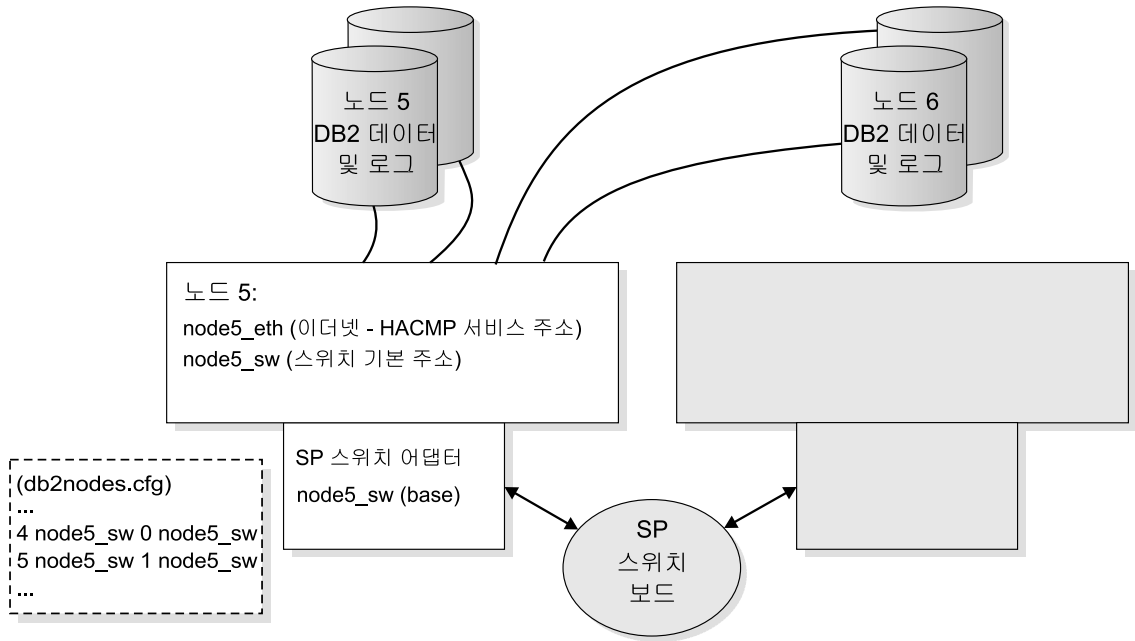 노드 5
DB2 데이터
및 로그
노드 6
DB2 데이터
및 로그
노드 5:
node5_eth (이더넷 - HACMP 서비스 주소)
node5_sw (스위치 기본 주소)
SP 스위치 어댑터
node5_sw (base)
(db2nodes.cfg)
...
4 node5_sw 0 node5_sw
5 node5_sw 1 node5_sw
...
SP
스위치
보드